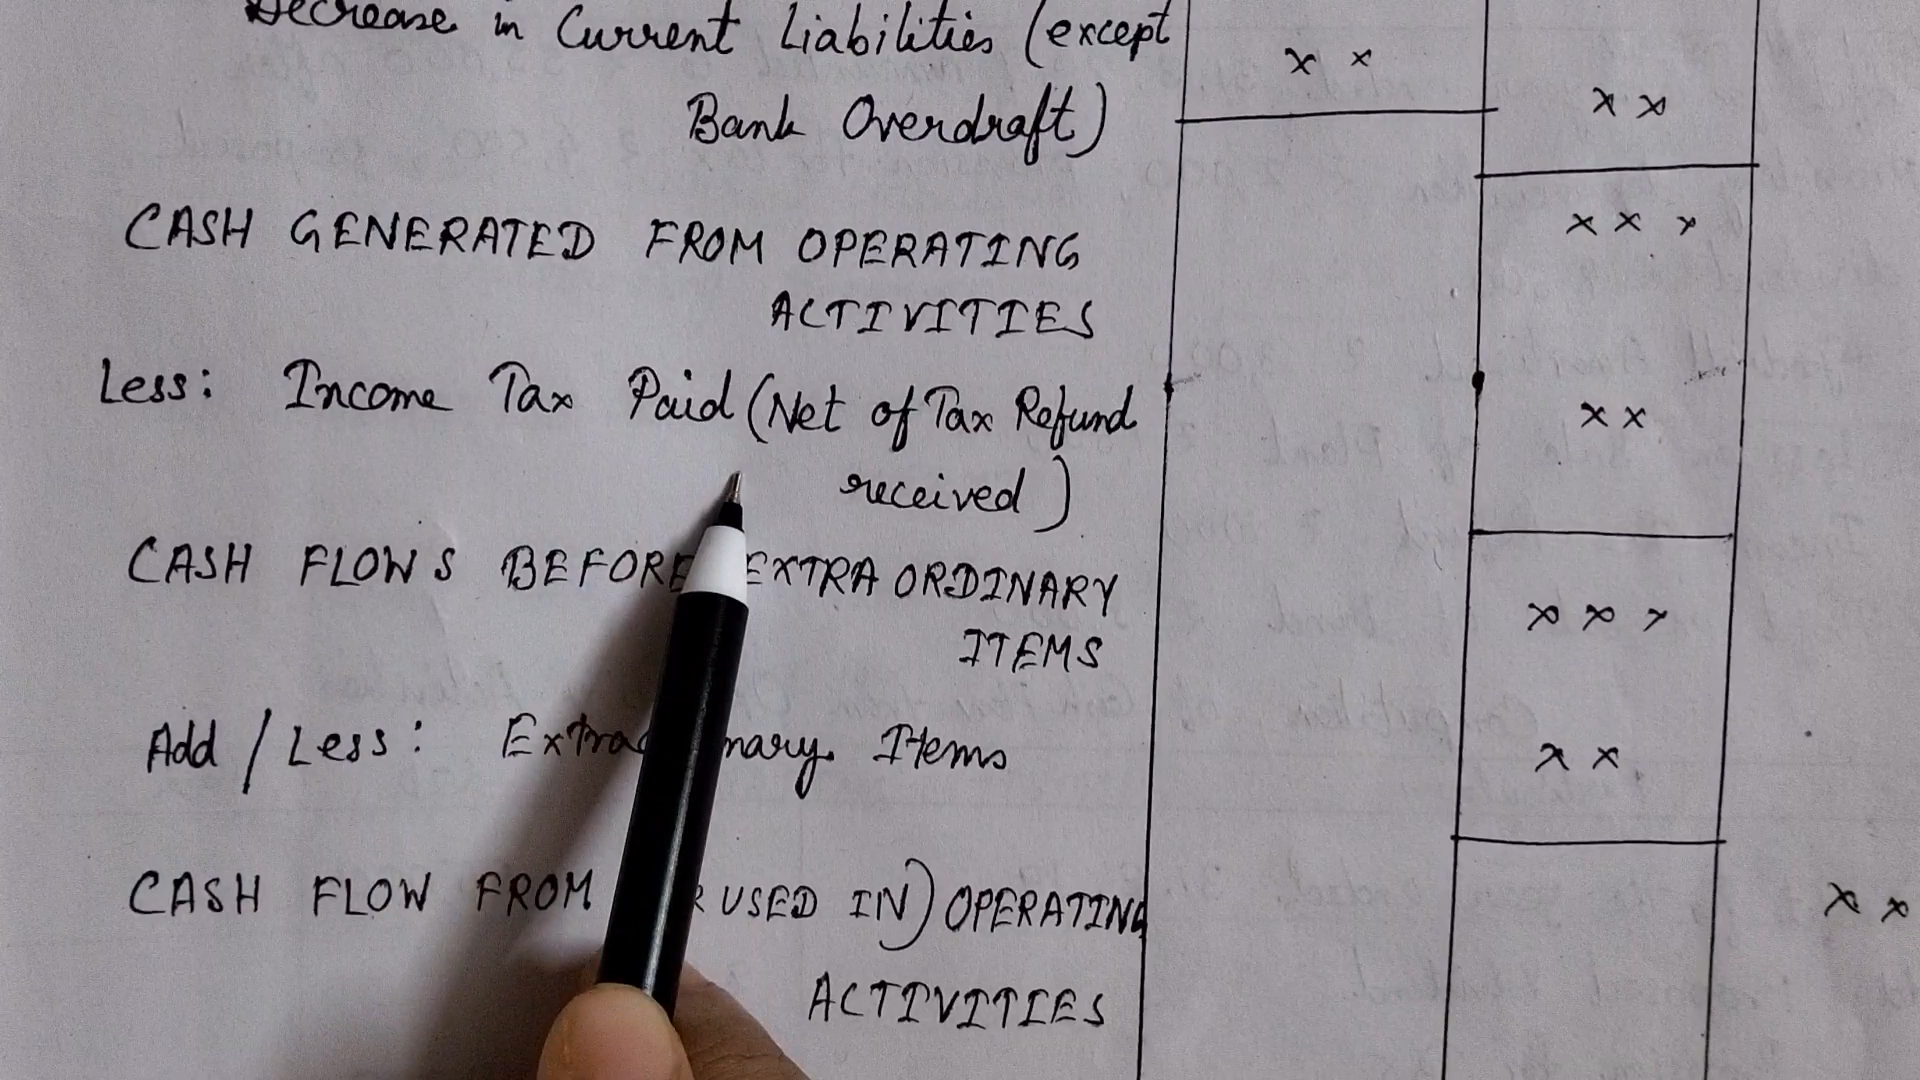 Decrease in Current Liabilities (except x x
Bank Overdraft) x x
CASH GENERATED FROM OPERATING x x x
ACTIVITIES
Less: Income Tax Paid (Net of Tax Refund x x
received)
CASH FLOWS BEFORE EXTRA ORDINARY x x x
ITEMS
Add / Less: Items x x
CASH FLOW FROM USED IN) OPERATING x x
ACTIVITIES